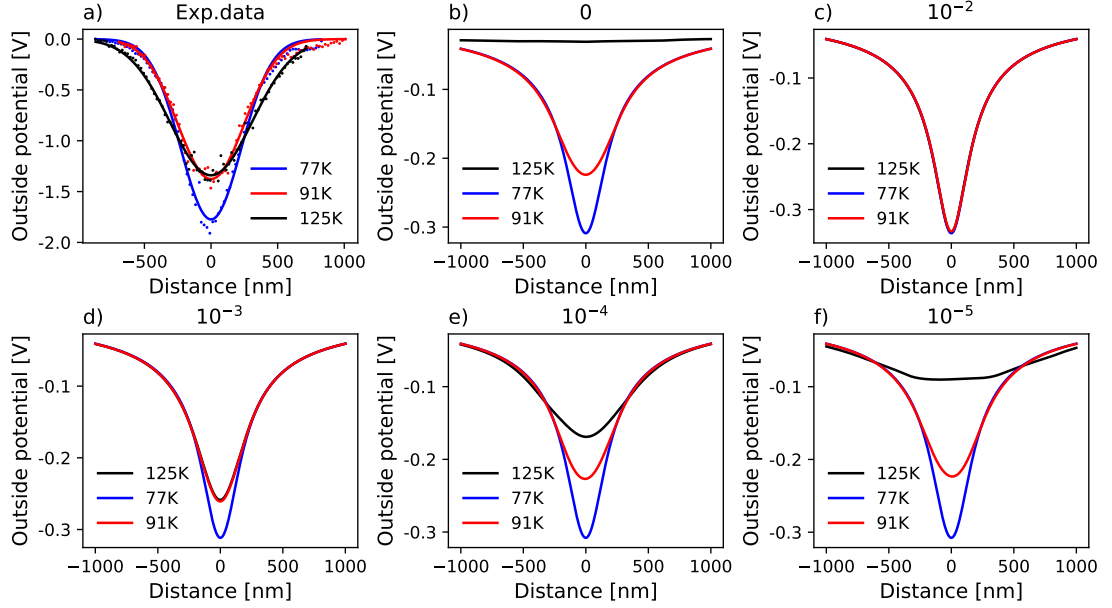 a) Exp.data
Outside potential [V]
0.0
-0.5
-1.0
-1.5
-2.0
77K
91K
125K
−500 0 500 1000
Distance [nm]
b) 0
Outside potential [V]
-0.1
-0.2
-0.3
125K
77K
91K
−1000 −500 0 500 1000
Distance [nm]
c) 10⁻²
Outside potential [V]
-0.1
-0.2
-0.3
125K
77K
91K
−1000 −500 0 500 1000
Distance [nm]
d) 10⁻³
Outside potential [V]
-0.1
-0.2
-0.3
125K
77K
91K
−1000 −500 0 500 1000
Distance [nm]
e) 10⁻⁴
Outside potential [V]
-0.1
-0.2
-0.3
125K
77K
91K
−1000 −500 0 500 1000
Distance [nm]
f) 10⁻⁵
Outside potential [V]
-0.1
-0.2
-0.3
125K
77K
91K
−1000 −500 0 500 1000
Distance [nm]